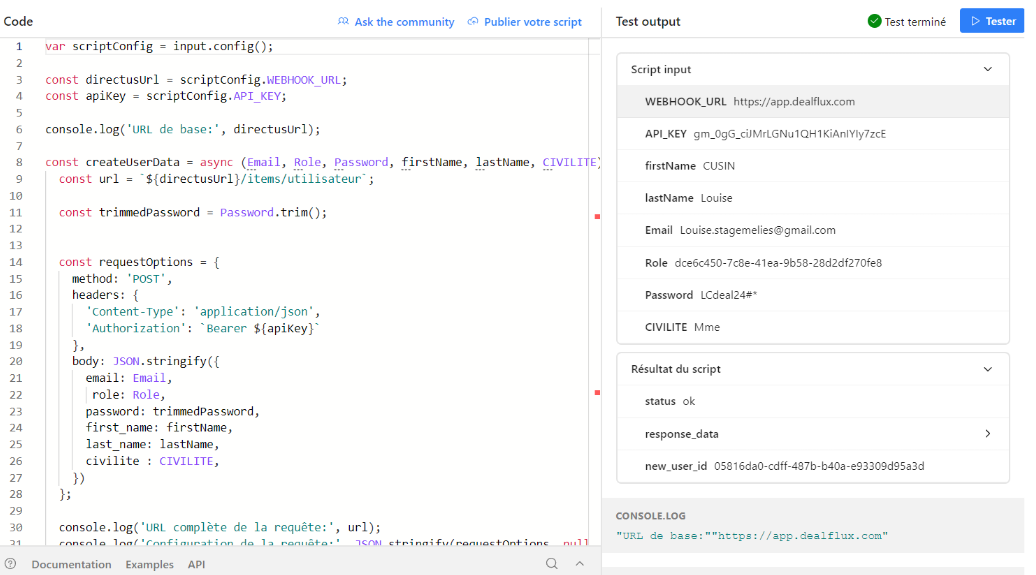 Code
Ask the community
Publier votre script
1 var scriptConfig = input.config();
2
3 const directusUrl = scriptConfig.WEBHOOK_URL;
4 const apiKey = scriptConfig.API_KEY;
5
6 console.log('URL de base:', directusUrl);
7
8 const createUserData = async (Email, Role, Password, firstName, lastName, CIVILITE)
9 const url = `${directusUrl}/items/utilisateur`;
10
11 const trimmedPassword = Password.trim();
12
13
14 const requestOptions = {
15 method: 'POST',
16 headers: {
17 'Content-Type': 'application/json',
18 'Authorization': `Bearer ${apiKey}`
19 },
20 body: JSON.stringify({
21 email: Email,
22 role: Role,
23 password: trimmedPassword,
24 first_name: firstName,
25 last_name: lastName,
26 civilite : CIVILITE,
27 })
28 };
29
30 console.log('URL complète de la requête:', url);
31 console.log('Configuration de la requête:', JSON.stringify(requestOptions, null
Documentation
Examples
API
Test output
Test terminé
Tester
Script input
WEBHOOK_URL https://app.dealflux.com
API_KEY gm_0gG_ciJMrLGNu1QH1KiAnIYIy7zcE
firstName CUSIN
lastName Louise
Email Louise.stagemelies@gmail.com
Role dce6c450-7c8e-41ea-9b58-28d2df270fe8
Password LCdeal24#*
CIVILITE Mme
Résultat du script
status ok
response_data
new_user_id 05816da0-cdff-487b-b40a-e93309d95a3d
CONSOLE.LOG
"URL de base:""https://app.dealflux.com"